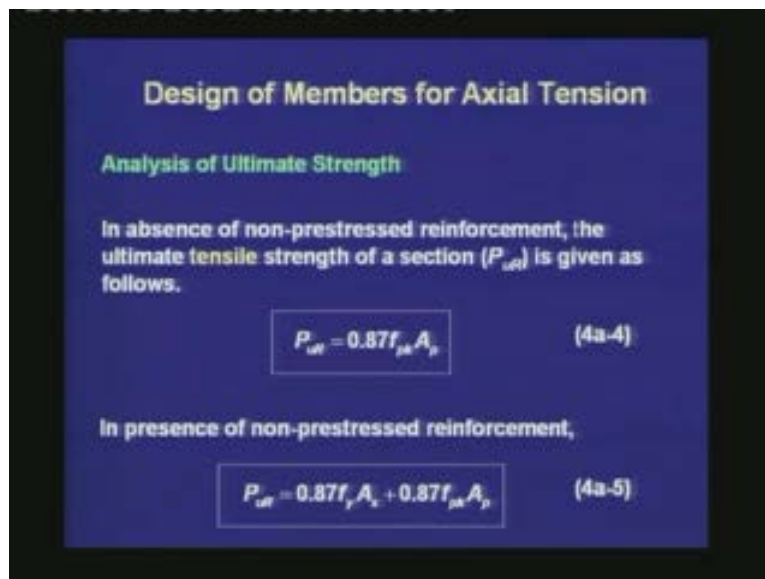 Design of Members for Axial Tension
Analysis of Ultimate Strength
In absence of non-prestressed reinforcement, the
ultimate tensile strength of a section (P_uR) is given as
follows.
P_uR = 0.87f_pk A_p (4a-4)
In presence of non-prestressed reinforcement,
P_uR = 0.87f_y A_s + 0.87f_pk A_p (4a-5)